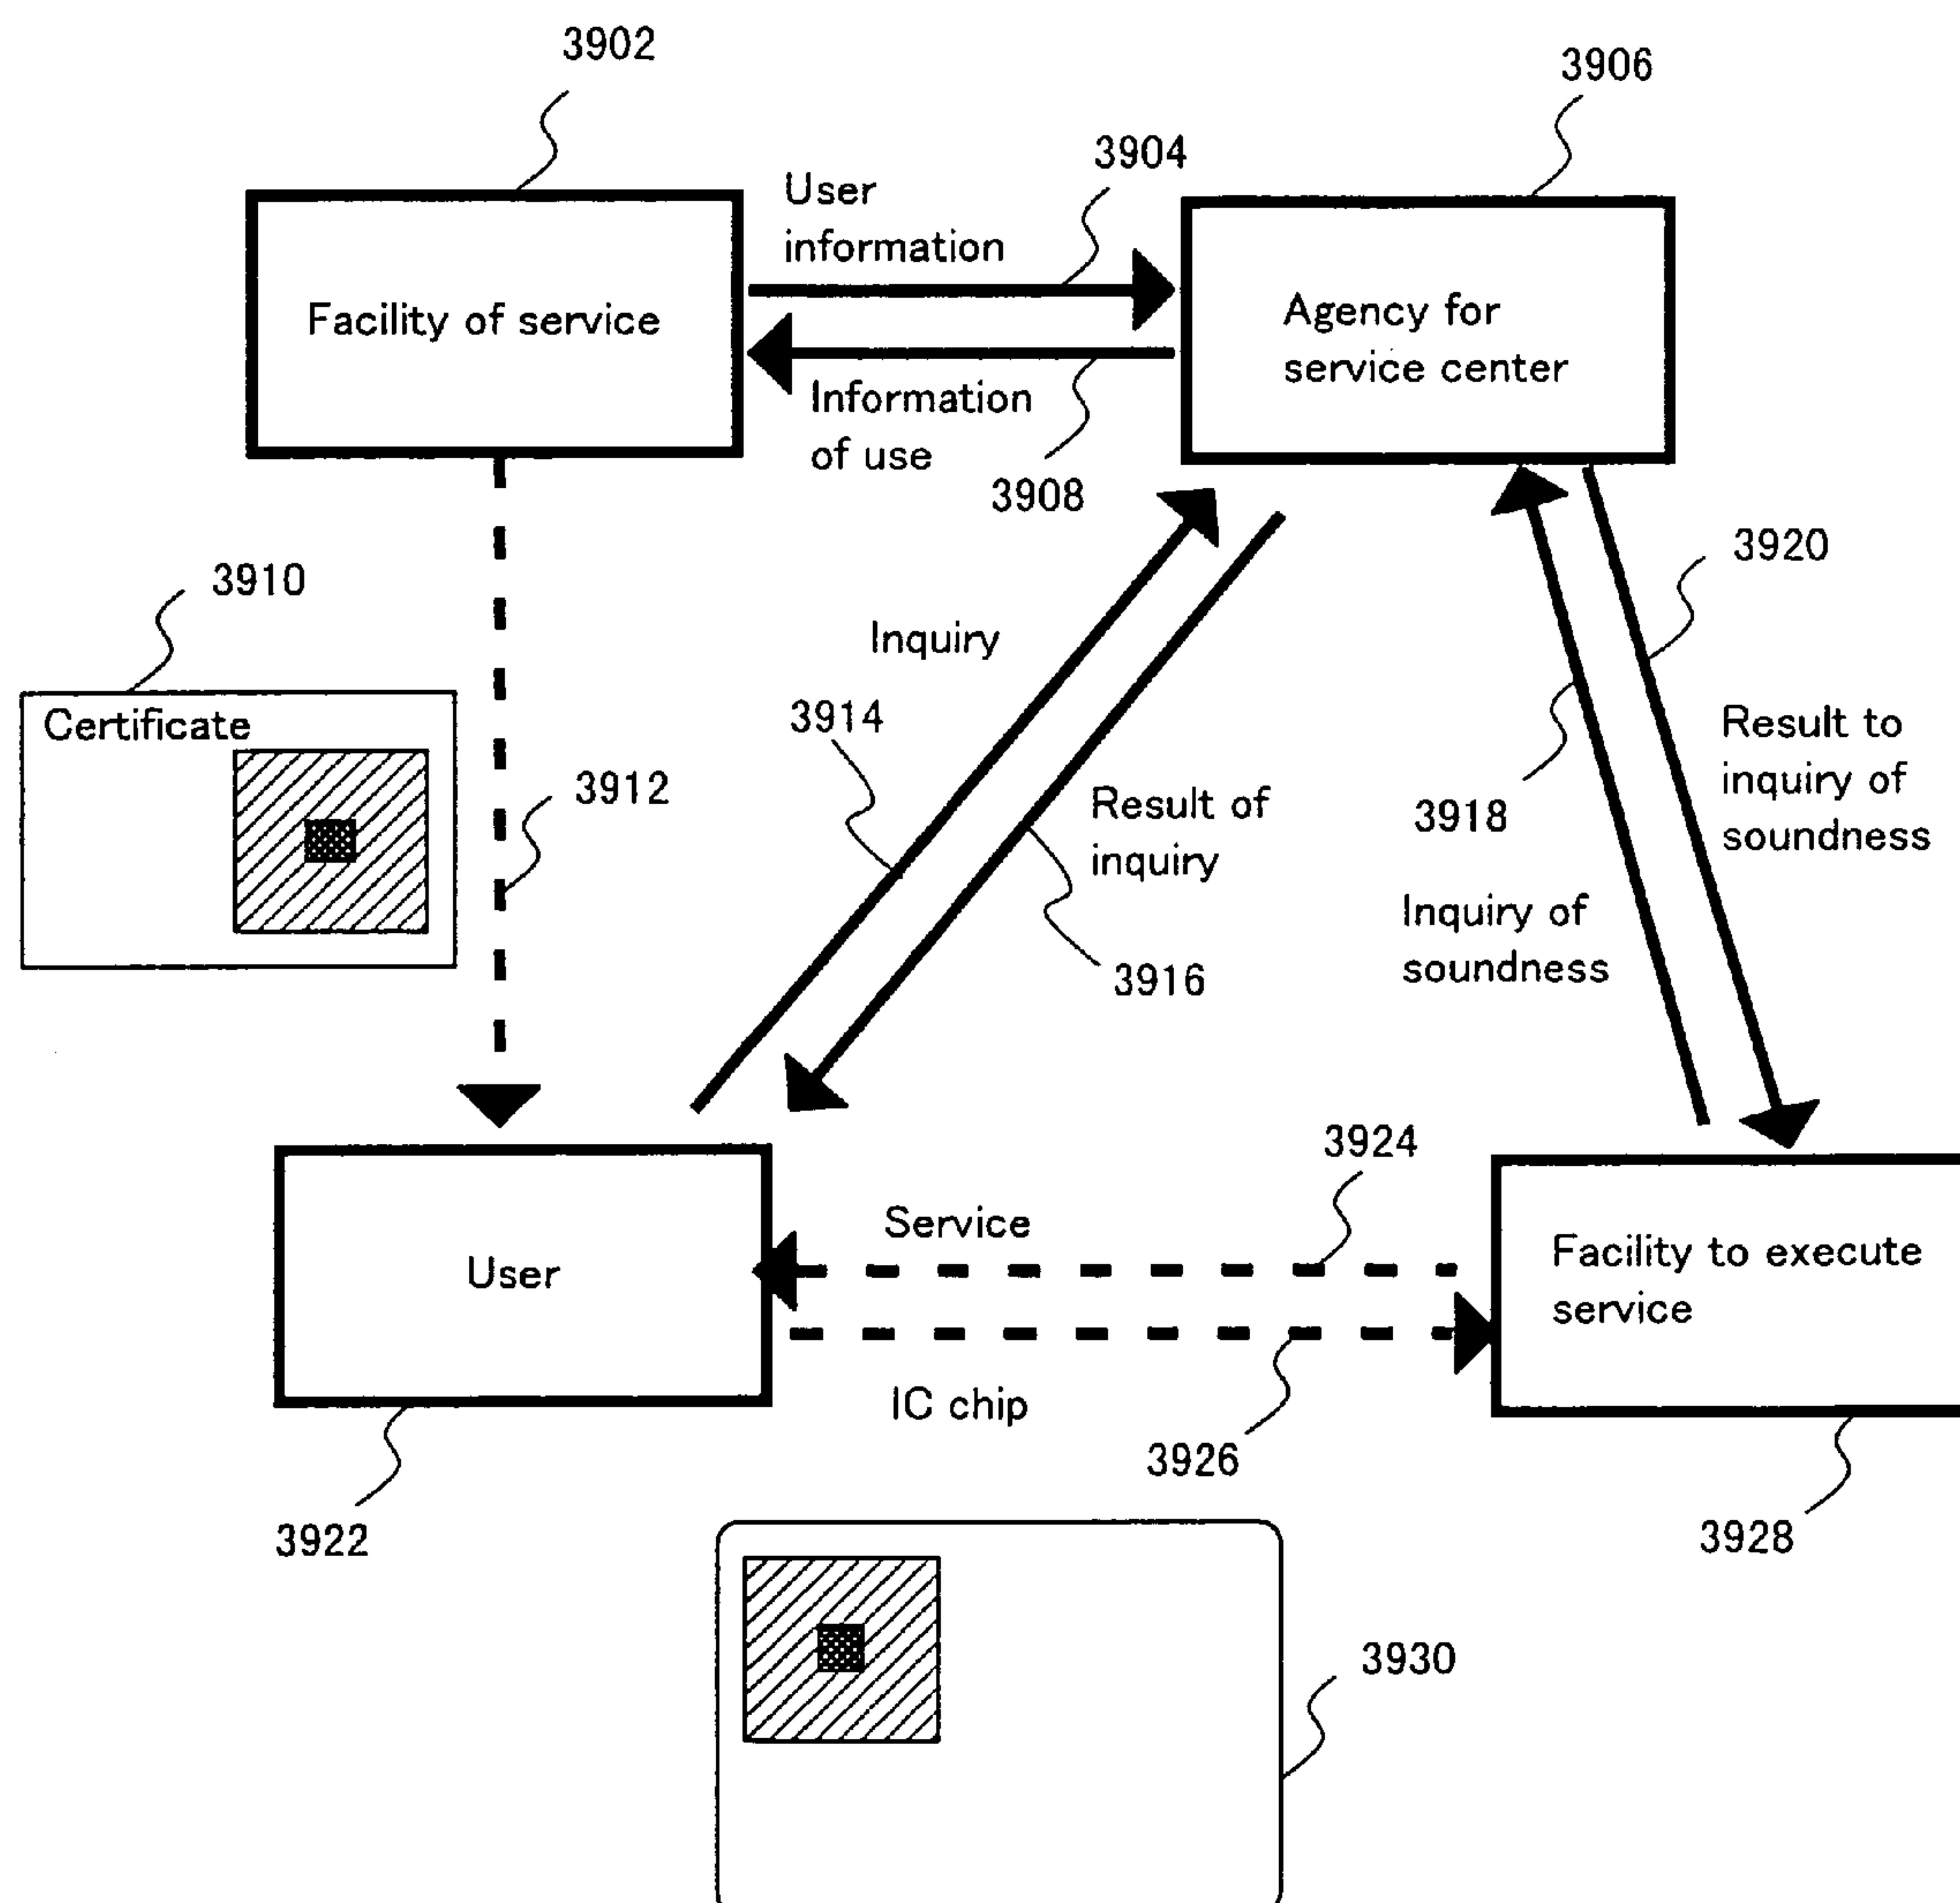 3902
3906
3904
User
information
Facility of service
Agency for
service center
Information
of use
3908
3920
3910
Inquiry
Certificate
3914
Result to
inquiry of
soundness
3912
Result of
inquiry
3918
Inquiry of
soundness
3916
3924
Service
User
Facility to execute
service
IC chip
3926
3922
3928
3930